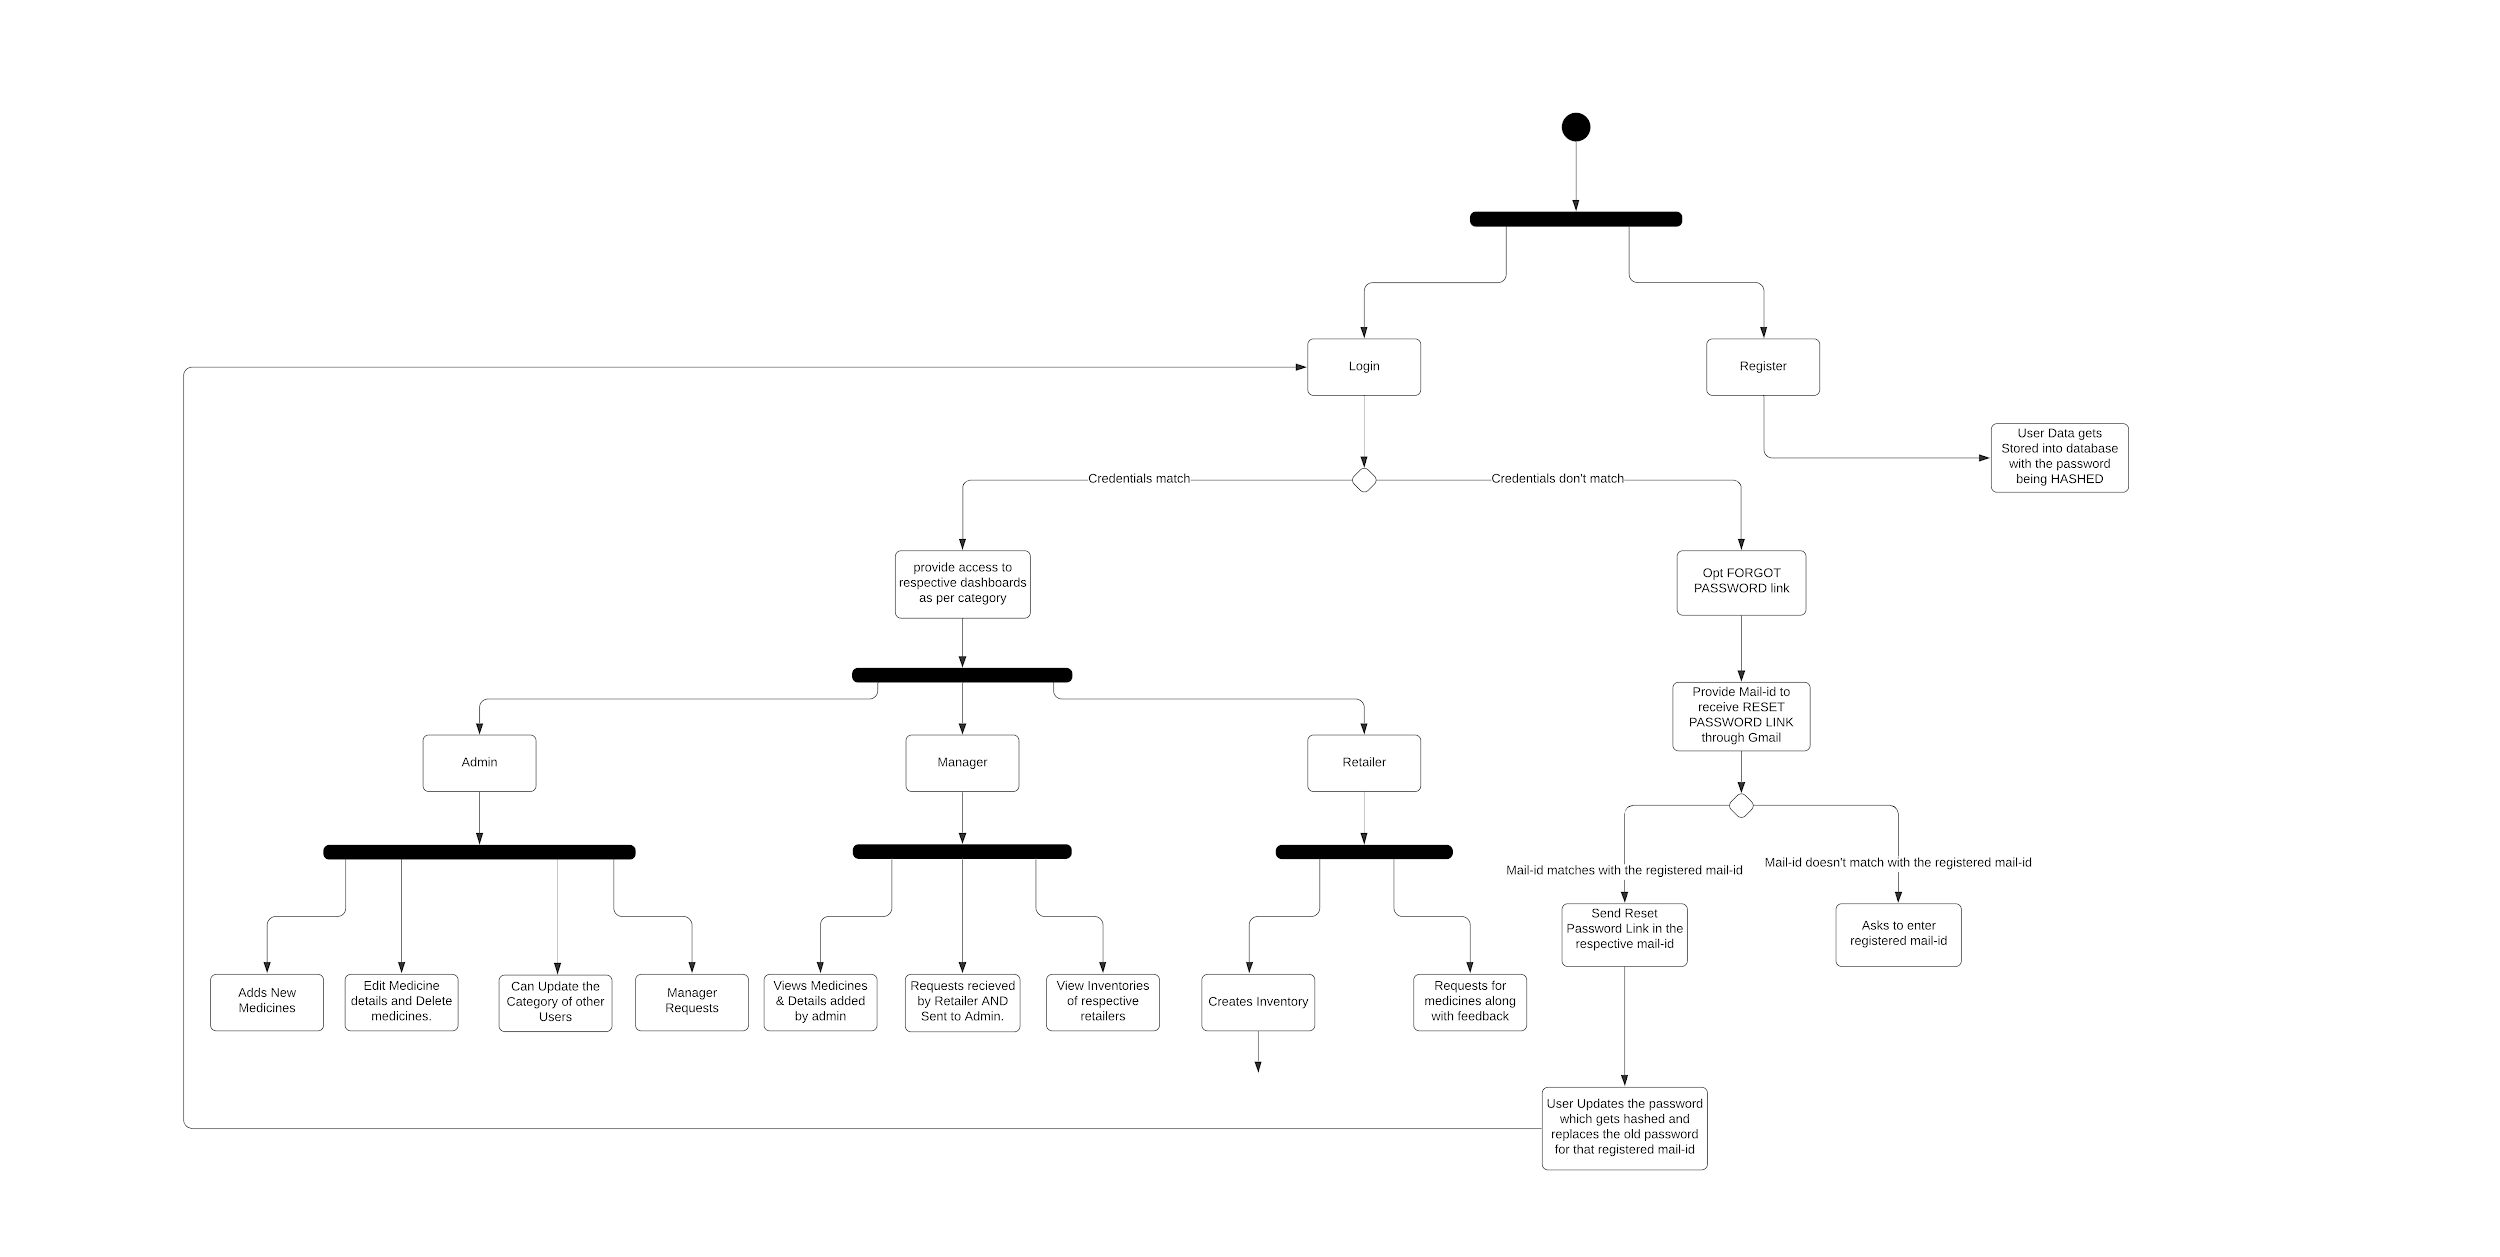 Login
Register
User Data gets
Stored into database
with the password
being HASHED
Credentials match
Credentials don't match
provide access to
respective dashboards
as per category
Opt FORGOT
PASSWORD link
Provide Mail-id to
receive RESET
PASSWORD LINK
through Gmail
Admin
Manager
Retailer
Mail-id matches with the registered mail-id
Mail-id doesn't match with the registered mail-id
Send Reset
Password Link in the
respective mail-id
Asks to enter
registered mail-id
Adds New
Medicines
Edit Medicine
details and Delete
medicines.
Can Update the
Category of other
Users
Manager
Requests
Views Medicines
& Details added
by admin
Requests recieved
by Retailer AND
Sent to Admin.
View Inventories
of respective
retailers
Creates Inventory
Requests for
medicines along
with feedback
User Updates the password
which gets hashed and
replaces the old password
for that registered mail-id